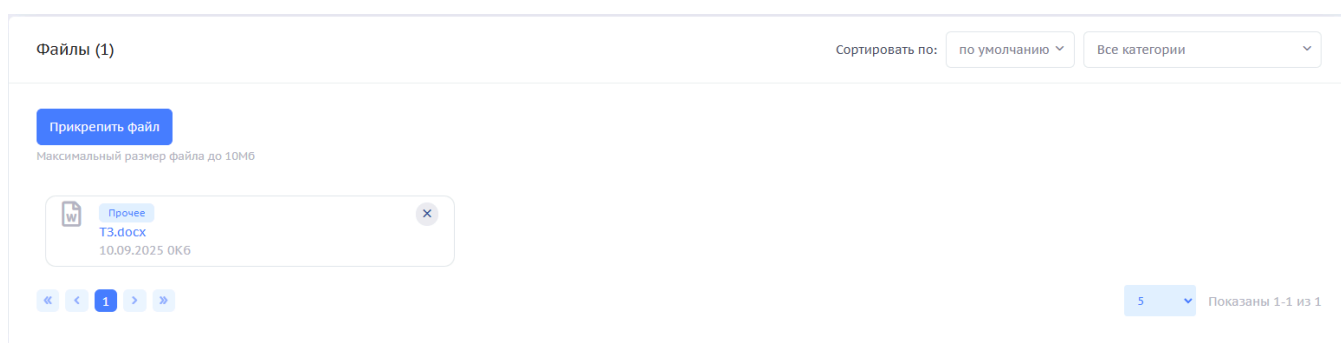 Файлы (1)
Сортировать по: по умолчанию Все категории
Прикрепить файл
Максимальный размер файла до 10Мб
Прочее
ТЗ.docx
10.09.2025 0Кб
« < 1 > »
5 Показаны 1-1 из 1